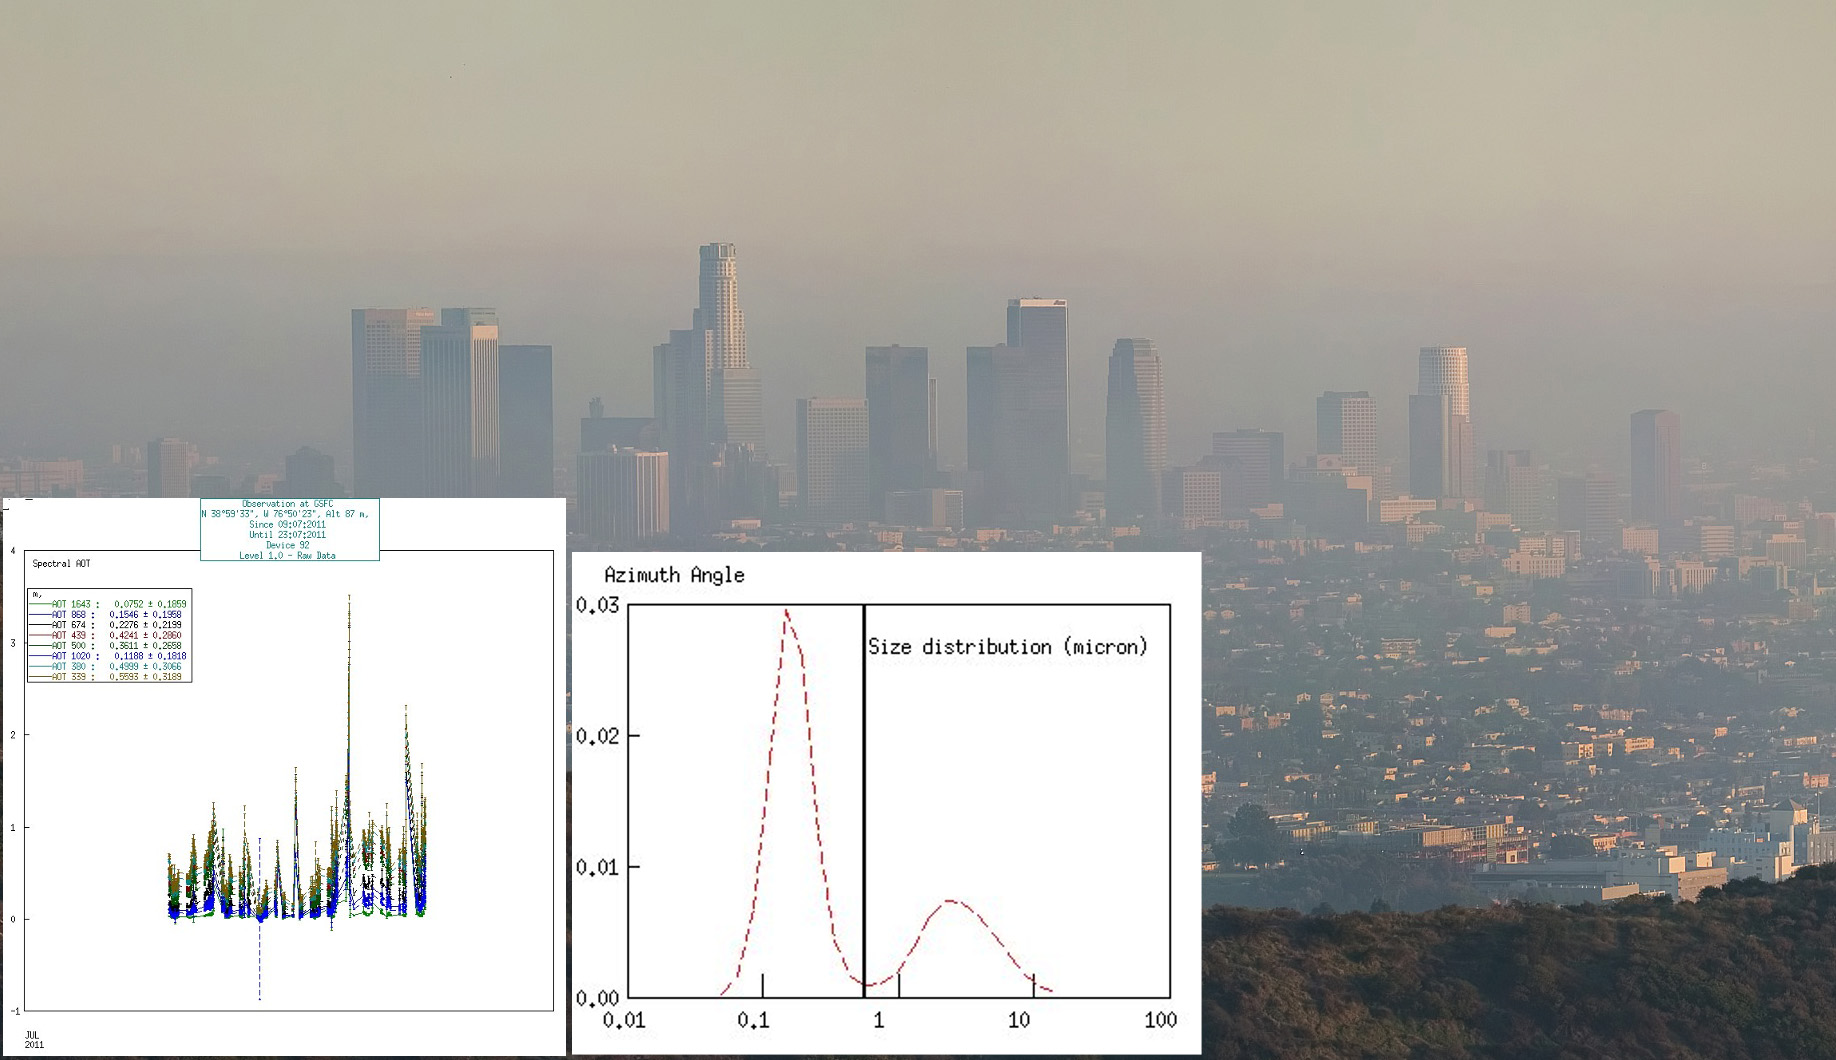 Observation at GSFC
N 38°59'33", W 76°50'23", Alt 87 m,
Since 09:07:2011
Until 23:07:2011
Device 92
Level 1.0 - Raw Data
4
Spectral AOT
m,
AOT 1643 : 0.0752 ± 0.1859
AOT 868 : 0.1546 ± 0.1958
AOT 674 : 0.2276 ± 0.2199
AOT 439 : 0.4241 ± 0.2860
AOT 500 : 0.3611 ± 0.2698
AOT 1020 : 0.1188 ± 0.1818
AOT 380 : 0.4999 ± 0.3066
AOT 339 : 0.5593 ± 0.3189
3
2
1
0
-1
JUL
2011
Azimuth Angle
0.03
Size distribution (micron)
0.02
0.01
0.00
0.01 0.1 1 10 100